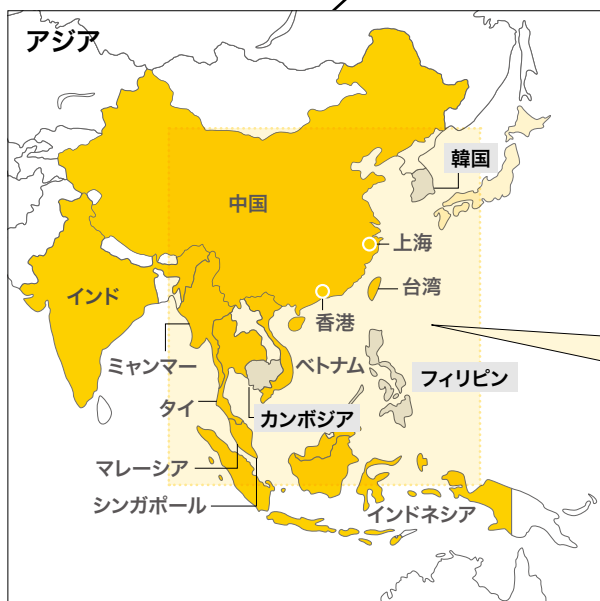 アジア
韓国
中国
上海
インド
台湾
香港
ミャンマー
ベトナム
フィリピン
タイ
カンボジア
マレーシア
シンガポール
インドネシア